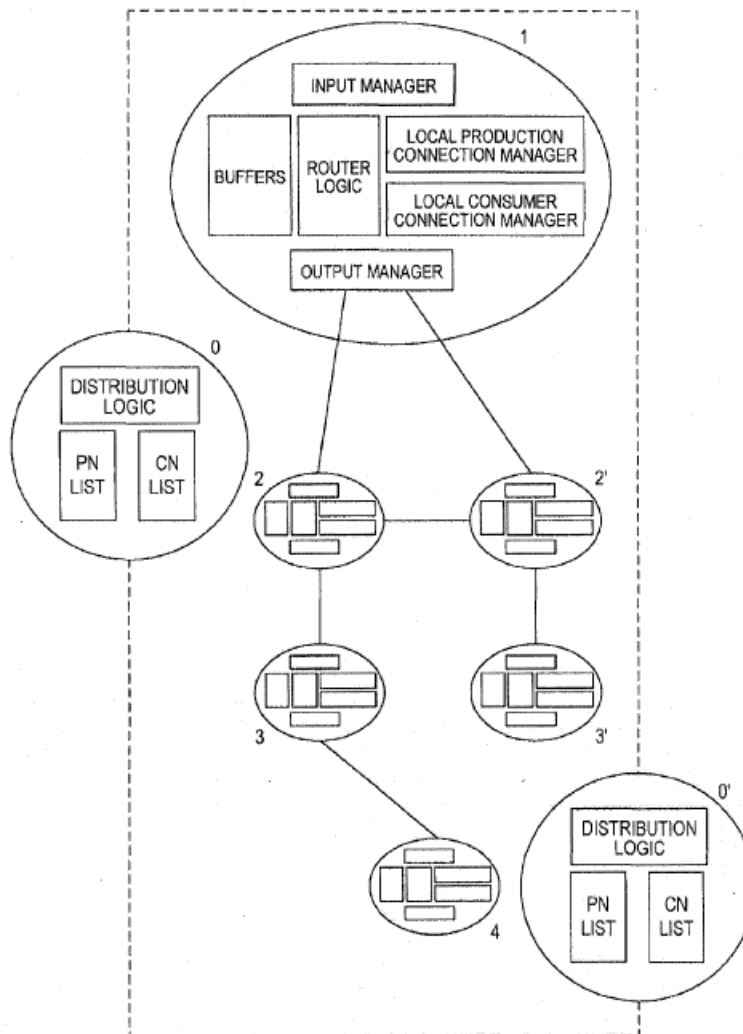 1
INPUT MANAGER
BUFFERS
ROUTER
LOGIC
LOCAL PRODUCTION
CONNECTION MANAGER
LOCAL CONSUMER
CONNECTION MANAGER
OUTPUT MANAGER
0
DISTRIBUTION
LOGIC
PN
LIST
CN
LIST
2
2'
3
3'
0'
DISTRIBUTION
LOGIC
PN
LIST
CN
LIST
4